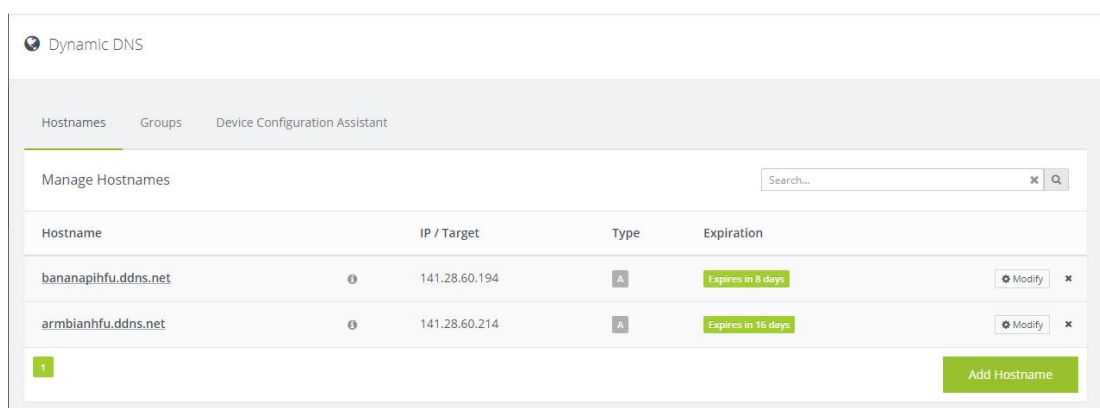 Dynamic DNS
Hostnames Groups Device Configuration Assistant
Manage Hostnames Search...
Hostname IP / Target Type Expiration
bananapihfu.ddns.net 141.28.60.194 A Expires in 8 days Modify
armbianhfu.ddns.net 141.28.60.214 A Expires in 16 days Modify
1 Add Hostname